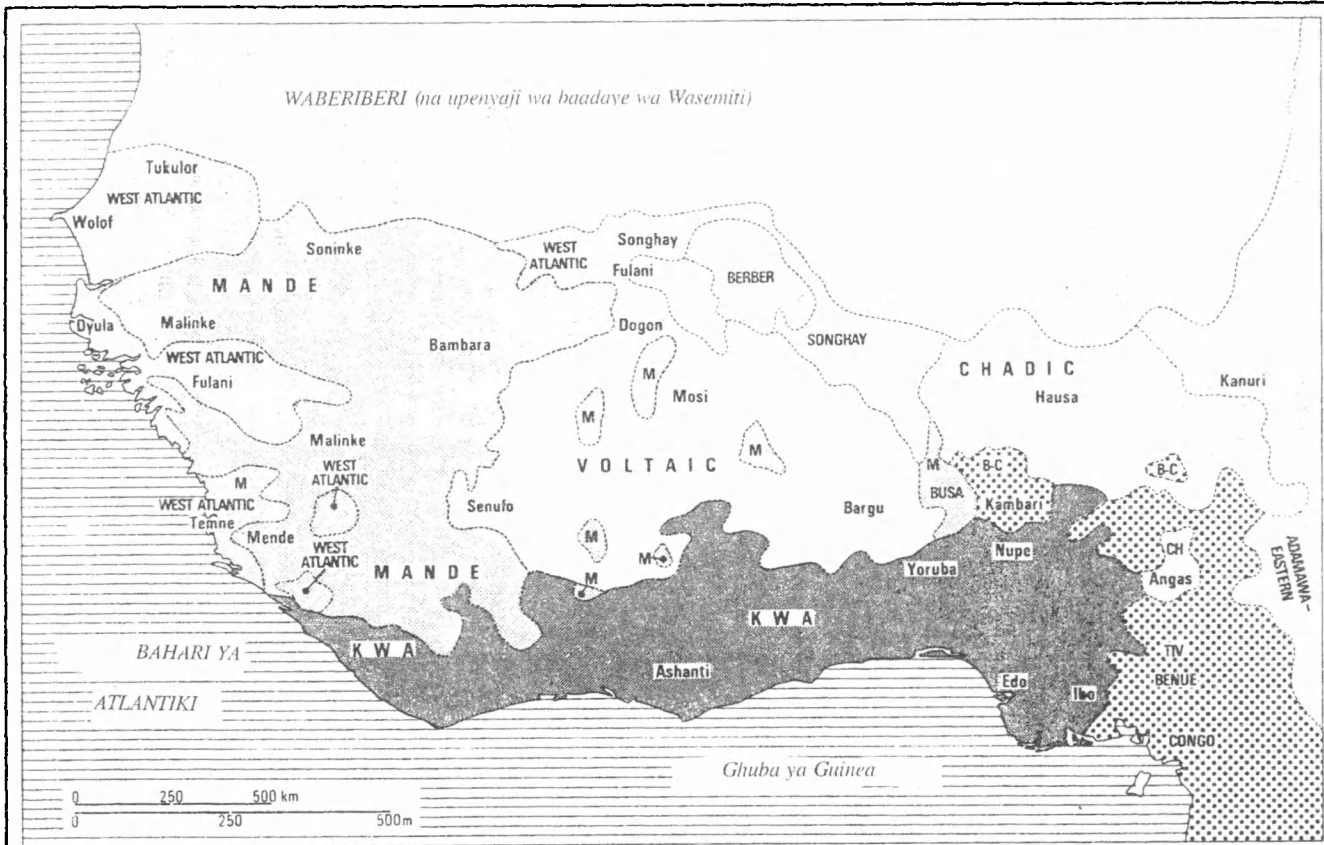 WABERIBERI (na upenyaji wa baadaye wa Wasemiti)
Tukulor
WEST ATLANTIC
Wolof
Soninke
WEST
ATLANTIC
Songhay
Fulani
BERBER
MANDE
Dyula
Malinke
Bambara
Dogon
SONGHAY
WEST ATLANTIC
Fulani
CHADIC
Hausa
Kanuri
M
Mosi
M
M
Malinke
WEST
ATLANTIC
VOLTAIC
M
WEST ATLANTIC
Temne
Mende
Senufo
Bargu
M
BUSA
B-C
Kambari
B-C
WEST
ATLANTIC
M
M
M
MANDE
Yoruba
Nupe
CH
Angas
ADAMAWA-
EASTERN
KWA
KWA
BAHARI YA
ATLANTIKI
Ashanti
Edo
Ibo
TIV
BENUE
CONGO
Ghuba ya Guinea
0 250 500 km
0 250 500m